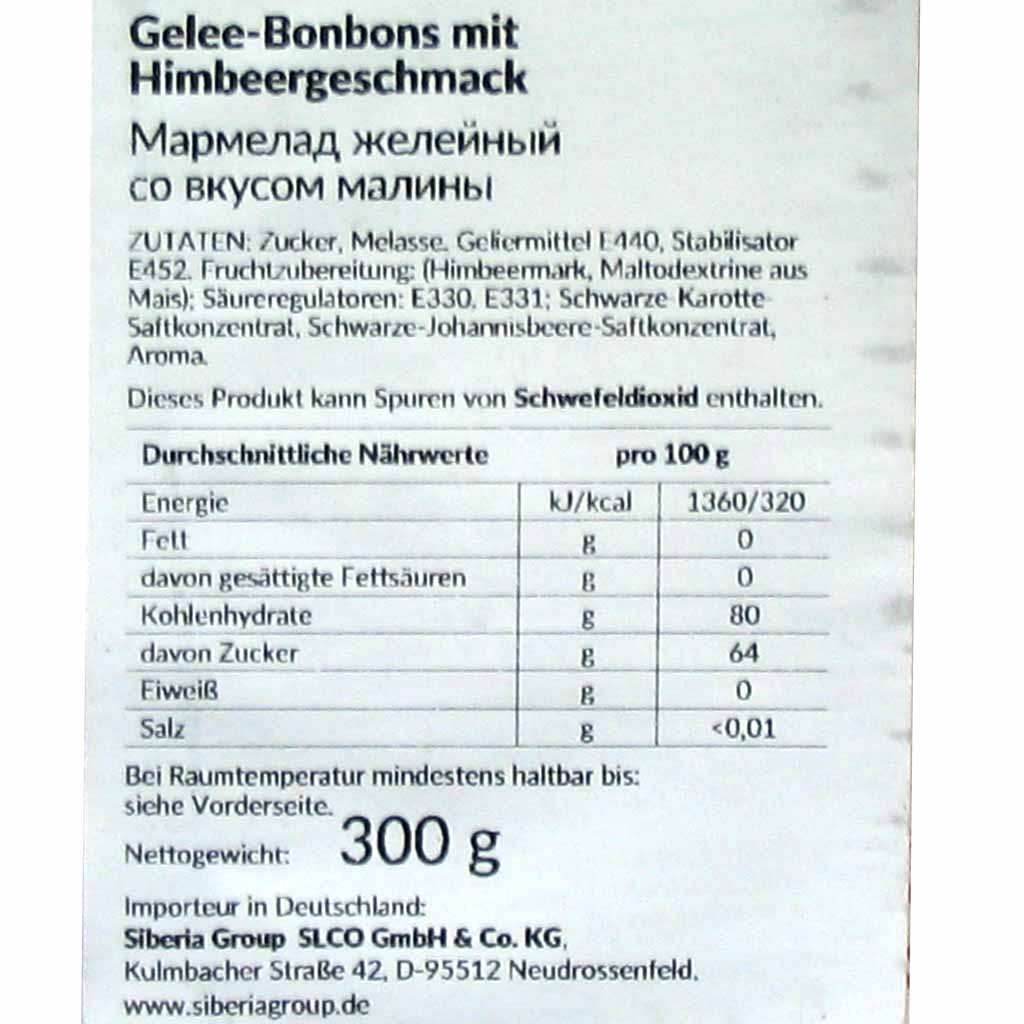 Gelee-Bonbons mit
Himbeergeschmack
Мармелад желейный
со вкусом малины
ZUTATEN: Zucker, Melasse. Geliermittel E440, Stabilisator
E452. Fruchtzubereitung: (Himbeermark, Maltodextrine aus
Mais); Säureregulatoren: E330, E331; Schwarze Karotte-
Saftkonzentrat, Schwarze-Johannisbeere-Saftkonzentrat,
Aroma.
Dieses Produkt kann Spuren von Schwefeldioxid enthalten.
Durchschnittliche Nährwerte pro 100 g
Energie kJ/kcal 1360/320
Fett g 0
davon gesättigte Fettsäuren g 0
Kohlenhydrate g 80
davon Zucker g 64
Eiweiß g 0
Salz g <0,01
Bei Raumtemperatur mindestens haltbar bis:
siehe Vorderseite.
Nettogewicht: 300 g
Importeur in Deutschland:
Siberia Group SLCO GmbH & Co. KG,
Kulmbacher Straße 42, D-95512 Neudrossenfeld.
www.siberiagroup.de